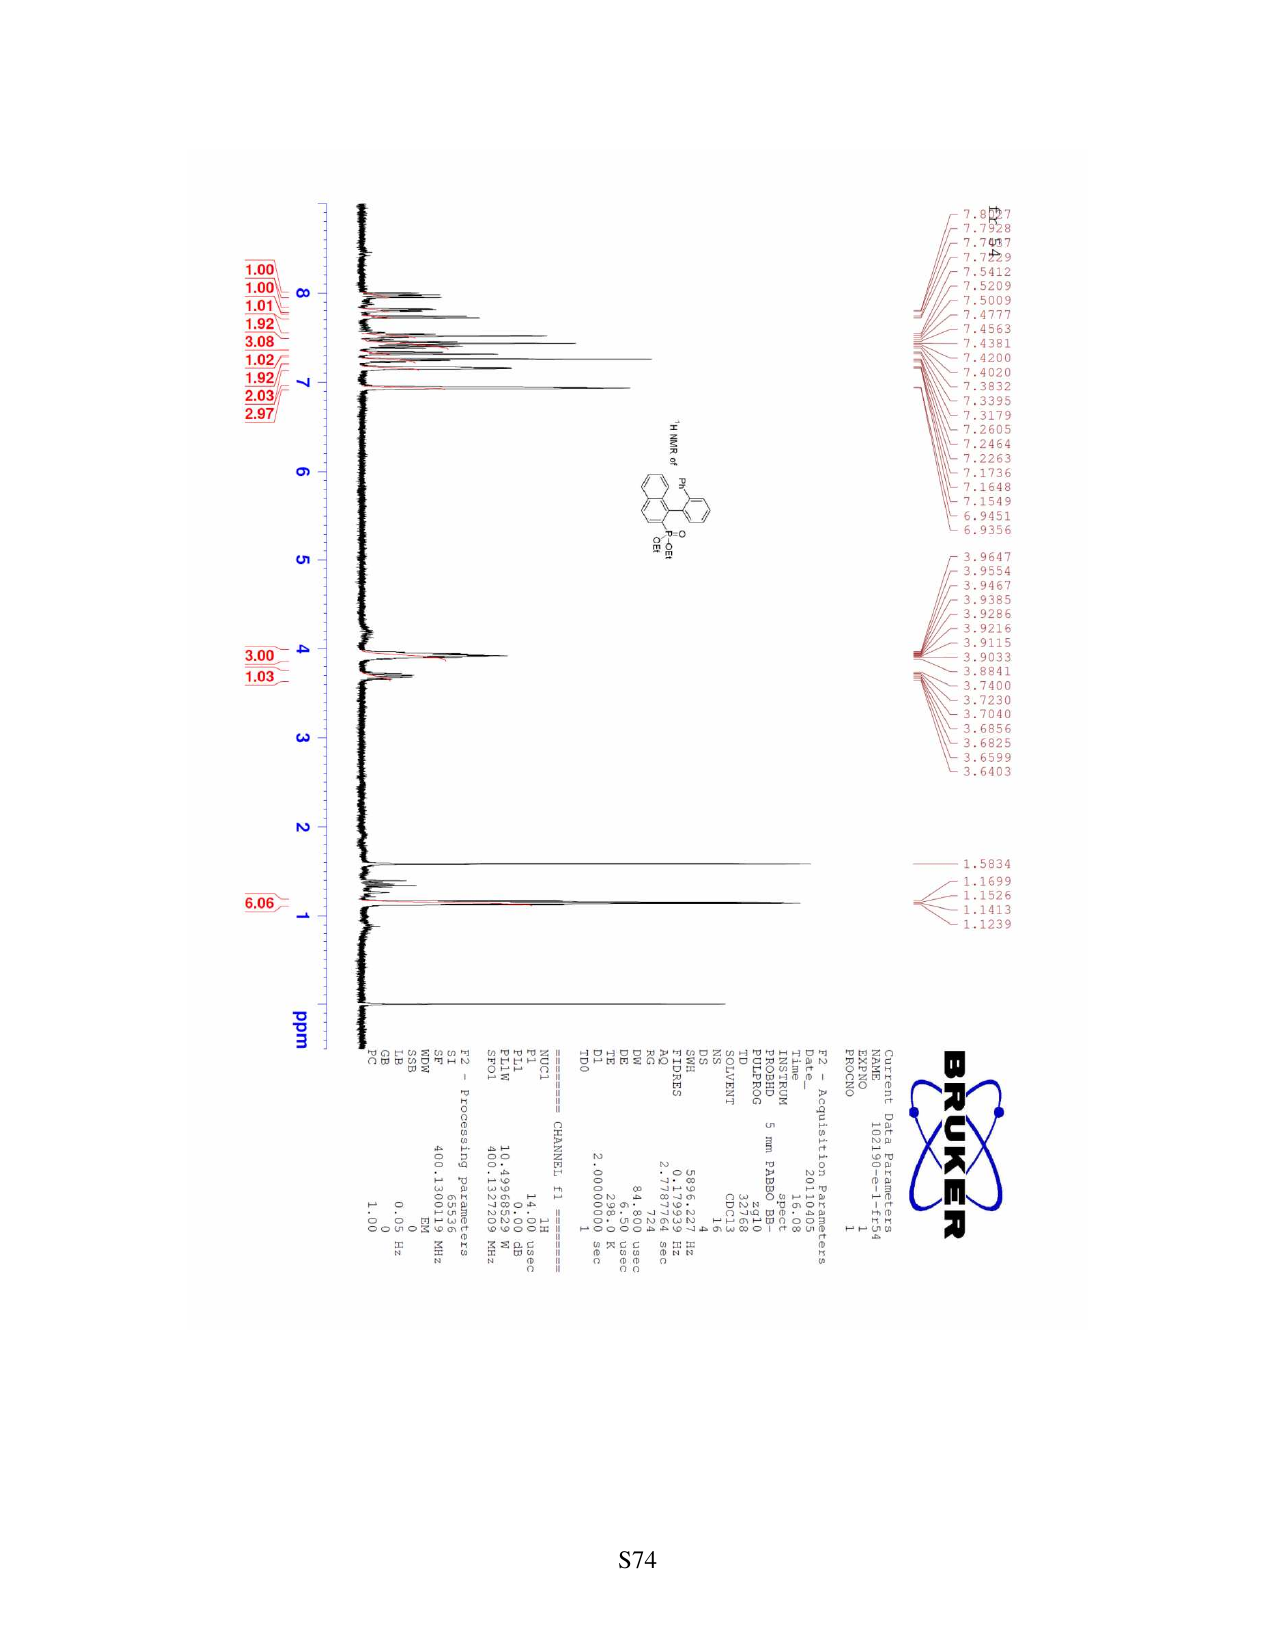 fr 54
7.8027
7.7928
7.7437
7.7229
7.5412
7.5209
7.5009
7.4777
7.4563
7.4381
7.4200
7.4020
7.3832
7.3395
7.3179
7.2605
7.2464
7.2263
7.1736
7.1648
7.1549
6.9451
6.9356
3.9647
3.9554
3.9467
3.9385
3.9286
3.9216
3.9115
3.9033
3.8841
3.7400
3.7230
3.7040
3.6856
3.6825
3.6599
3.6403
1.5834
1.1699
1.1526
1.1413
1.1239
BRUKER
Current Data Parameters
NAME 102190-e-1-fr54
EXPNO 1
PROCNO 1
F2 - Acquisition Parameters
Date_ 20110405
Time 16.08
INSTRUM spect
PROBHD 5 mm PABBO BB-
PULPROG zg10
TD 32768
SOLVENT CDCl3
NS 16
DS 4
SWH 5896.227 Hz
FIDRES 0.179939 Hz
AQ 2.7787764 sec
RG 724
DW 84.800 usec
DE 6.50 usec
TE 298.0 K
D1 2.00000000 sec
TD0 1
======== CHANNEL f1 ========
NUC1 1H
P1 14.00 usec
PL1 0.00 dB
PL1W 10.49968529 W
SFO1 400.1327209 MHz
F2 - Processing parameters
SI 65536
SF 400.1300119 MHz
WDW EM
SSB 0
LB 0.05 Hz
GB 0
PC 1.00
1H NMR of
Ph
O
P
OEt
OEt
8 7 6 5 4 3 2 1 ppm
1.00
1.00
1.01
1.92
3.08
1.02
1.92
2.03
2.97
3.00
1.03
6.06
S74